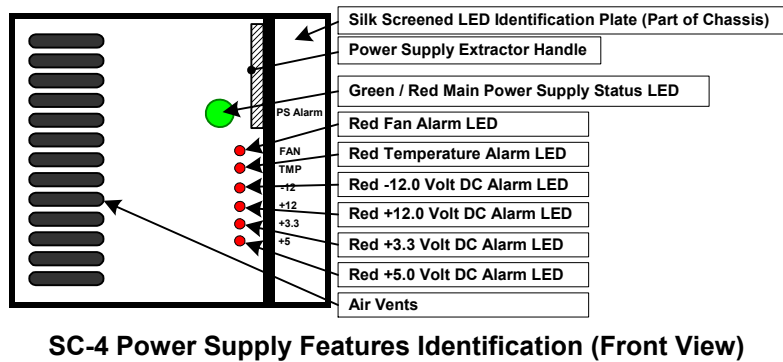 Silk Screened LED Identification Plate (Part of Chassis)
Power Supply Extractor Handle
Green / Red Main Power Supply Status LED
PS Alarm
Red Fan Alarm LED
FAN
Red Temperature Alarm LED
TMP
Red -12.0 Volt DC Alarm LED
-12
Red +12.0 Volt DC Alarm LED
+12
Red +3.3 Volt DC Alarm LED
+3.3
Red +5.0 Volt DC Alarm LED
+5
Air Vents
SC-4 Power Supply Features Identification (Front View)